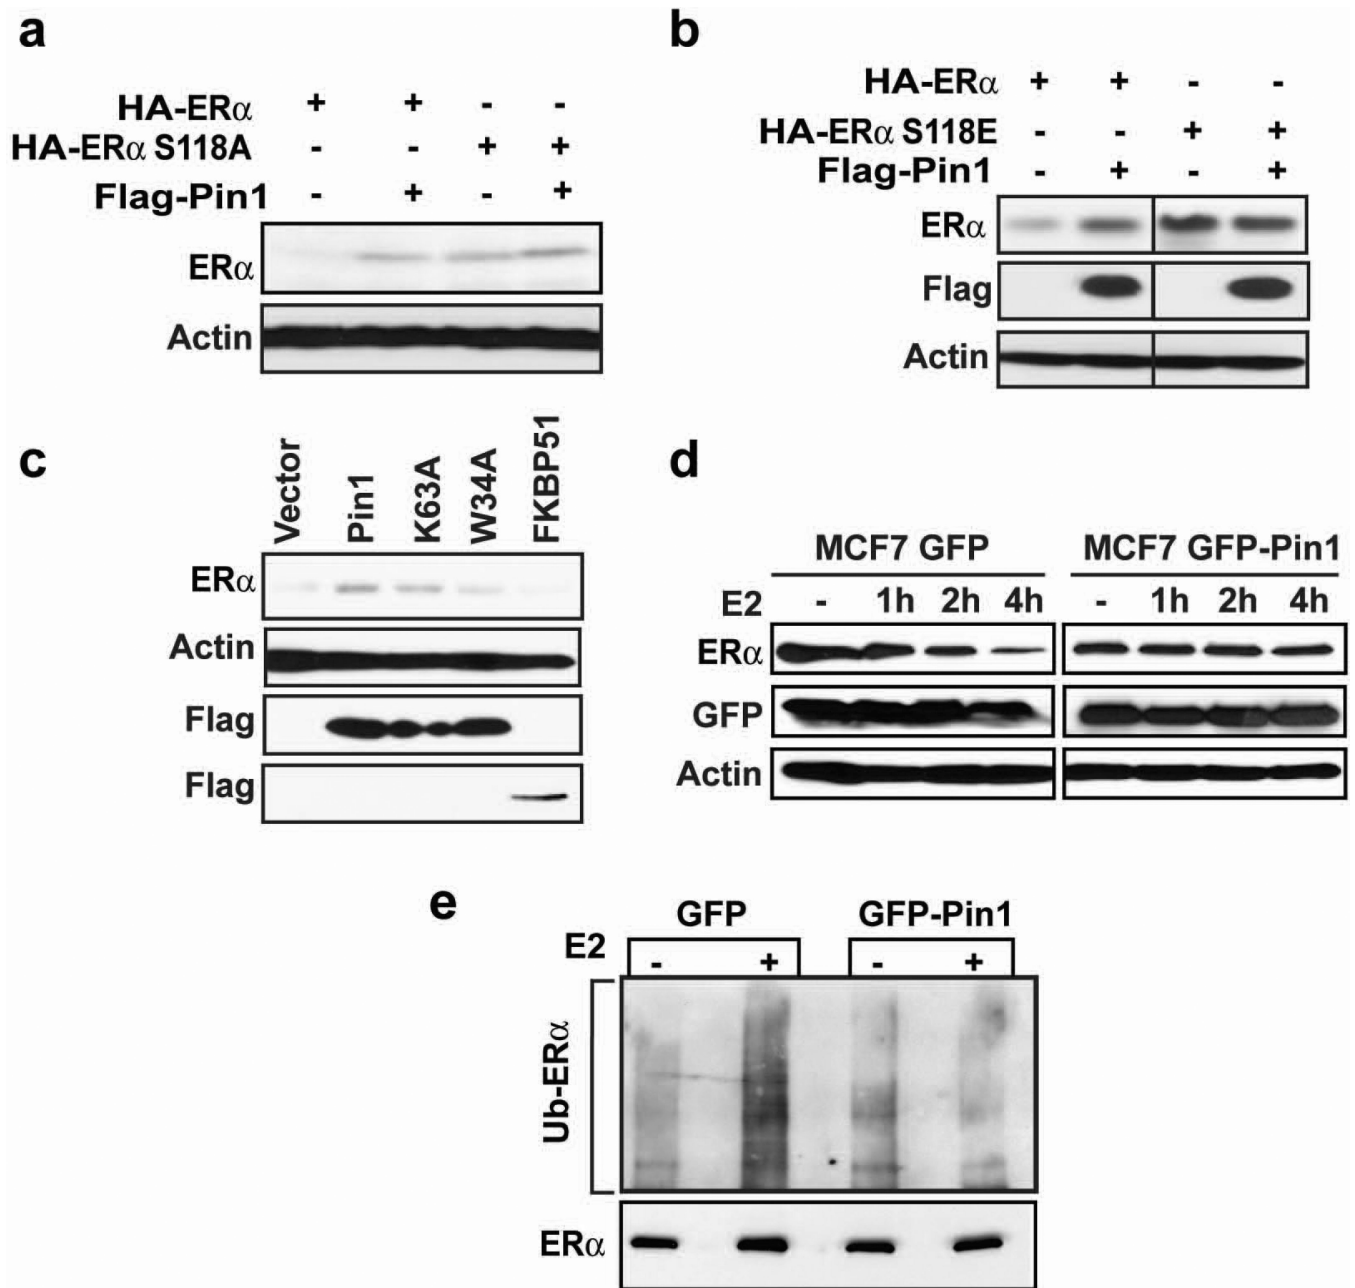 a
HA-ERα + + - -
HA-ERα S118A - - + +
Flag-Pin1 - + - +
ERα
Actin
b
HA-ERα + + - -
HA-ERα S118E - - + +
Flag-Pin1 - + - +
ERα
Flag
Actin
c
Vector Pin1 K63A W34A FKBP51
ERα
Actin
Flag
Flag
d
MCF7 GFP MCF7 GFP-Pin1
E2 - 1h 2h 4h - 1h 2h 4h
ERα
GFP
Actin
e
GFP GFP-Pin1
E2 - + - +
Ub-ERα
ERα